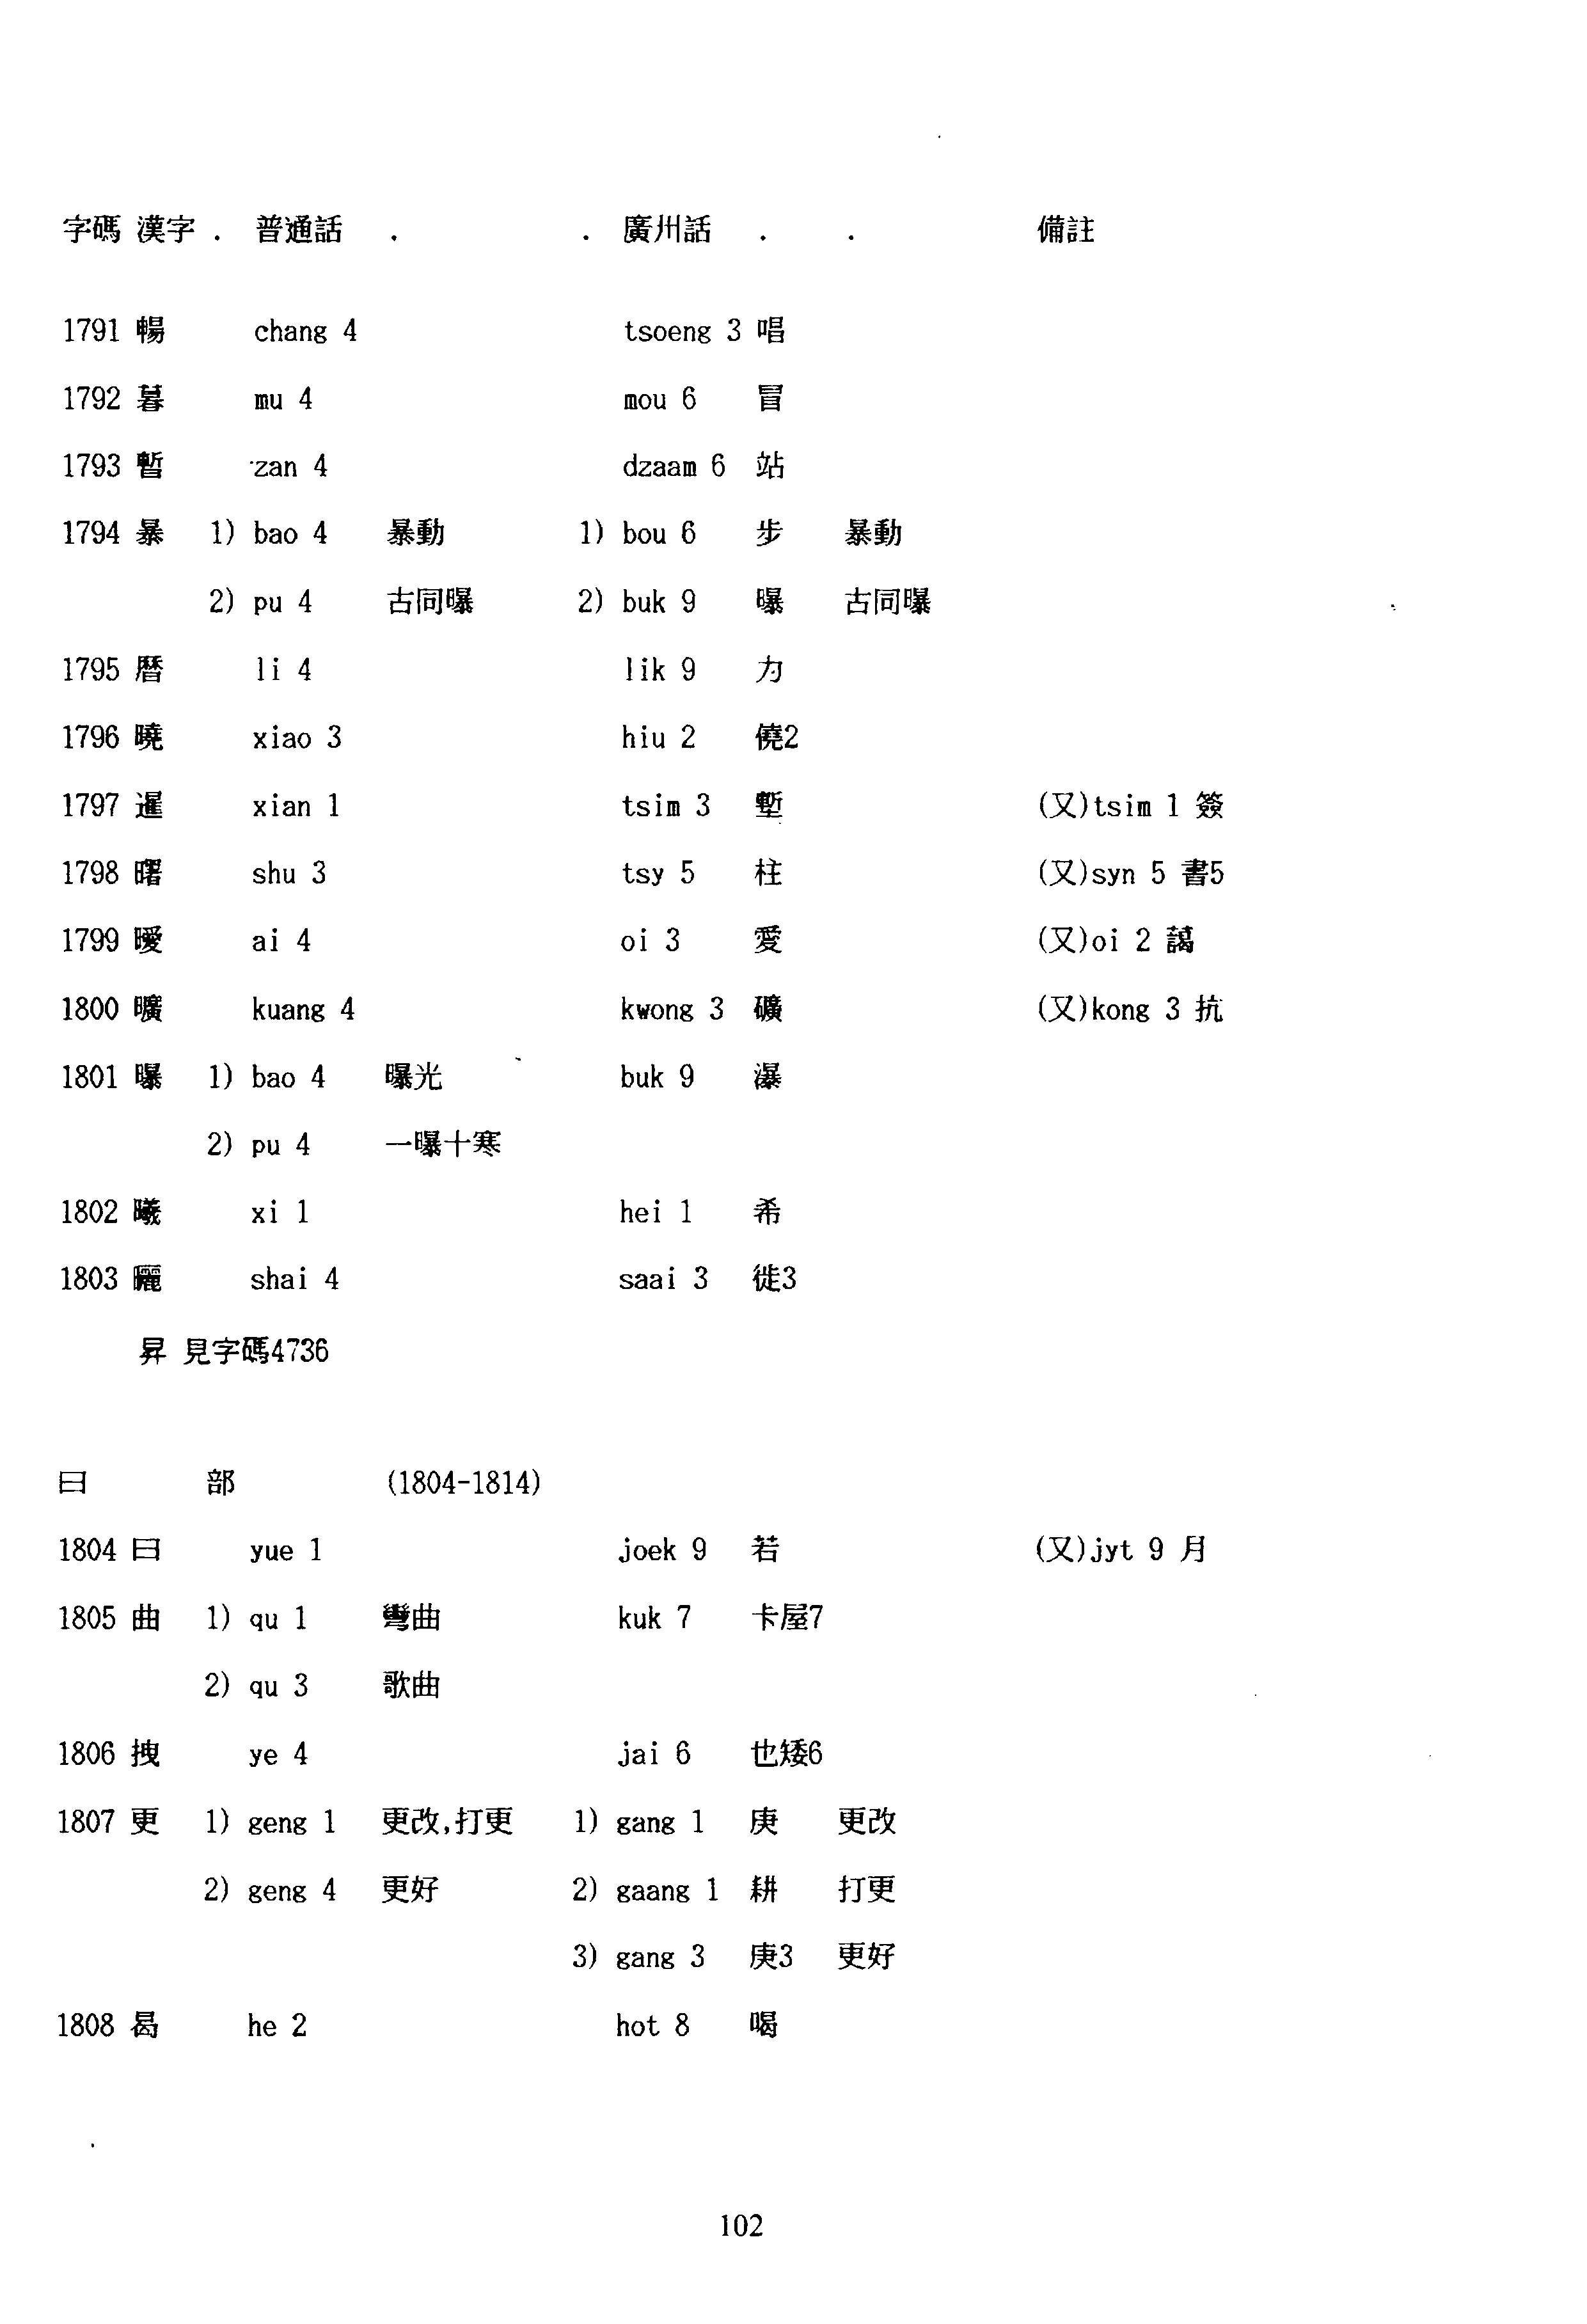 字碼 漢字 . 普通話 . . 廣州話 . . 備註
1791 暢 chang 4 tsoeng 3 唱
1792 暮 mu 4 mou 6 冒
1793 暫 zan 4 dzaam 6 站
1794 暴 1) bao 4 暴動 1) bou 6 步 暴動
2) pu 4 古同曝 2) buk 9 曝 古同曝
1795 曆 li 4 lik 9 力
1796 曉 xiao 3 hiu 2 僥2
1797 暹 xian 1 tsim 3 塹 (又)tsim 1 簽
1798 曙 shu 3 tsy 5 柱 (又)syn 5 書5
1799 曖 ai 4 oi 3 愛 (又)oi 2 藹
1800 曠 kuang 4 kwong 3 礦 (又)kong 3 抗
1801 曝 1) bao 4 曝光 buk 9 瀑
2) pu 4 一曝十寒
1802 曦 xi 1 hei 1 希
1803 曬 shai 4 saai 3 徙3
昇 見字碼4736
曰 部 (1804-1814)
1804 曰 yue 1 joek 9 若 (又)jyt 9 月
1805 曲 1) qu 1 彎曲 kuk 7 卡屋7
2) qu 3 歌曲
1806 拽 ye 4 jai 6 也矮6
1807 更 1) geng 1 更改,打更 1) gang 1 庚 更改
2) geng 4 更好 2) gaang 1 耕 打更
3) gang 3 庚3 更好
1808 曷 he 2 hot 8 喝
102